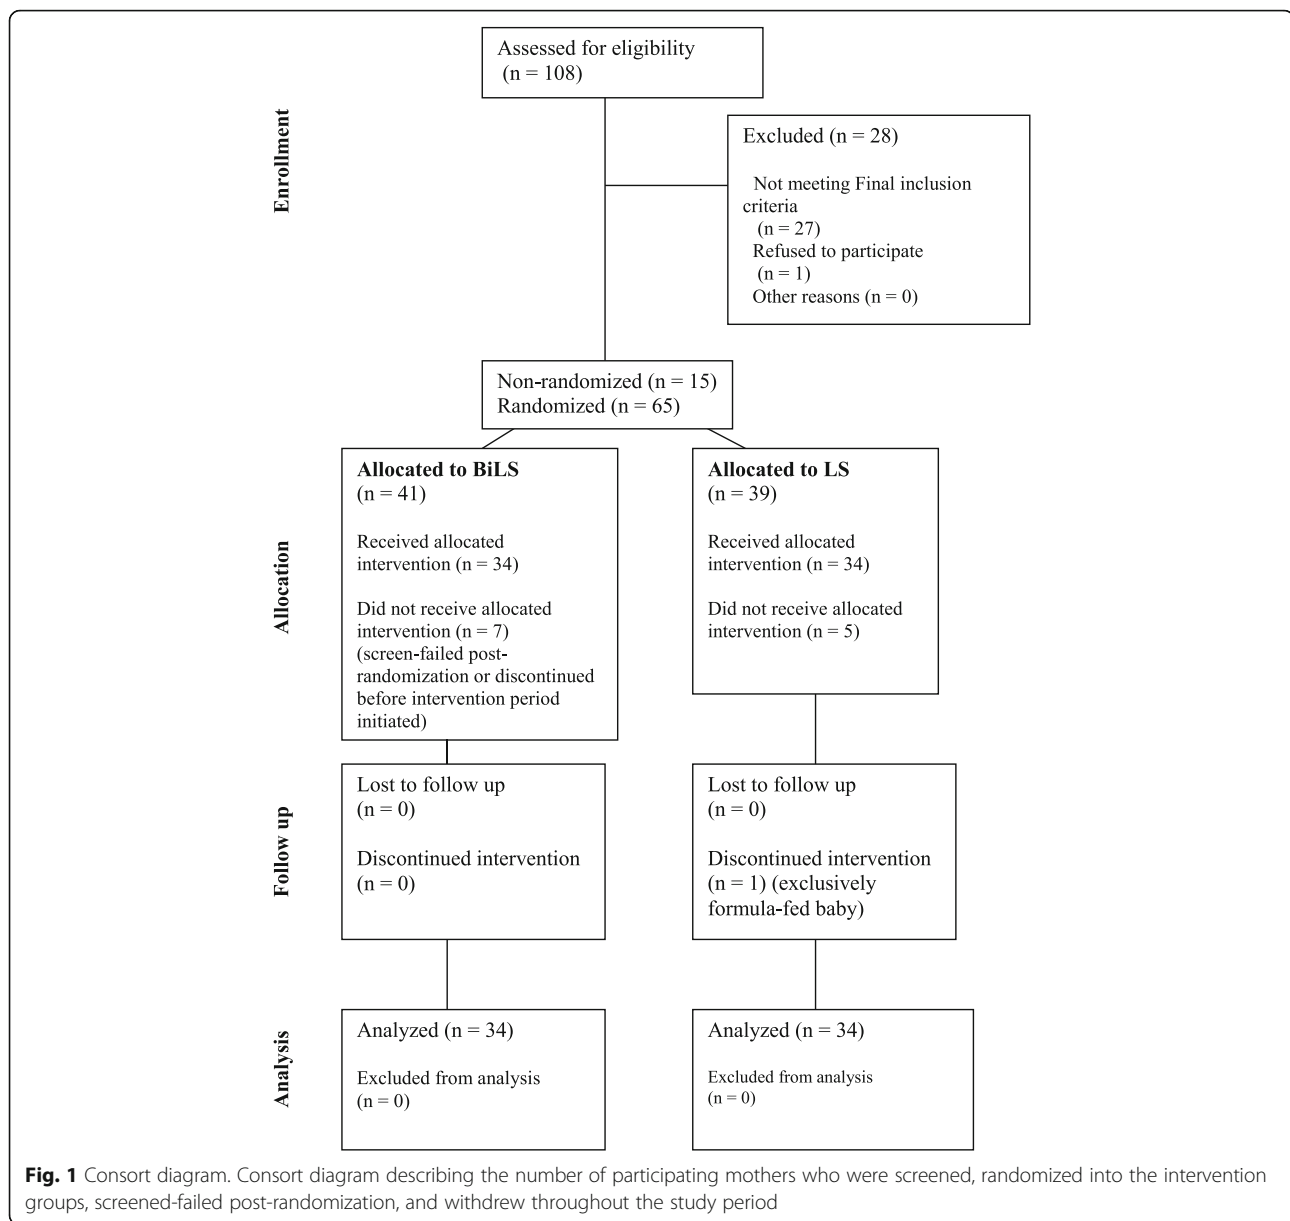 Assessed for eligibility
(n = 108)
Enrollment
Excluded (n = 28)
Not meeting Final inclusion
criteria
(n = 27)
Refused to participate
(n = 1)
Other reasons (n = 0)
Non-randomized (n = 15)
Randomized (n = 65)
Allocation
Allocated to BiLS
(n = 41)
Received allocated
intervention (n = 34)
Did not receive allocated
intervention (n = 7)
(screen-failed post-
randomization or discontinued
before intervention period
initiated)
Allocated to LS
(n = 39)
Received allocated
intervention (n = 34)
Did not receive allocated
intervention (n = 5)
Follow up
Lost to follow up
(n = 0)
Discontinued intervention
(n = 0)
Lost to follow up
(n = 0)
Discontinued intervention
(n = 1) (exclusively
formula-fed baby)
Analysis
Analyzed (n = 34)
Excluded from analysis
(n = 0)
Analyzed (n = 34)
Excluded from analysis
(n = 0)
Fig. 1 Consort diagram. Consort diagram describing the number of participating mothers who were screened, randomized into the intervention
groups, screened-failed post-randomization, and withdrew throughout the study period